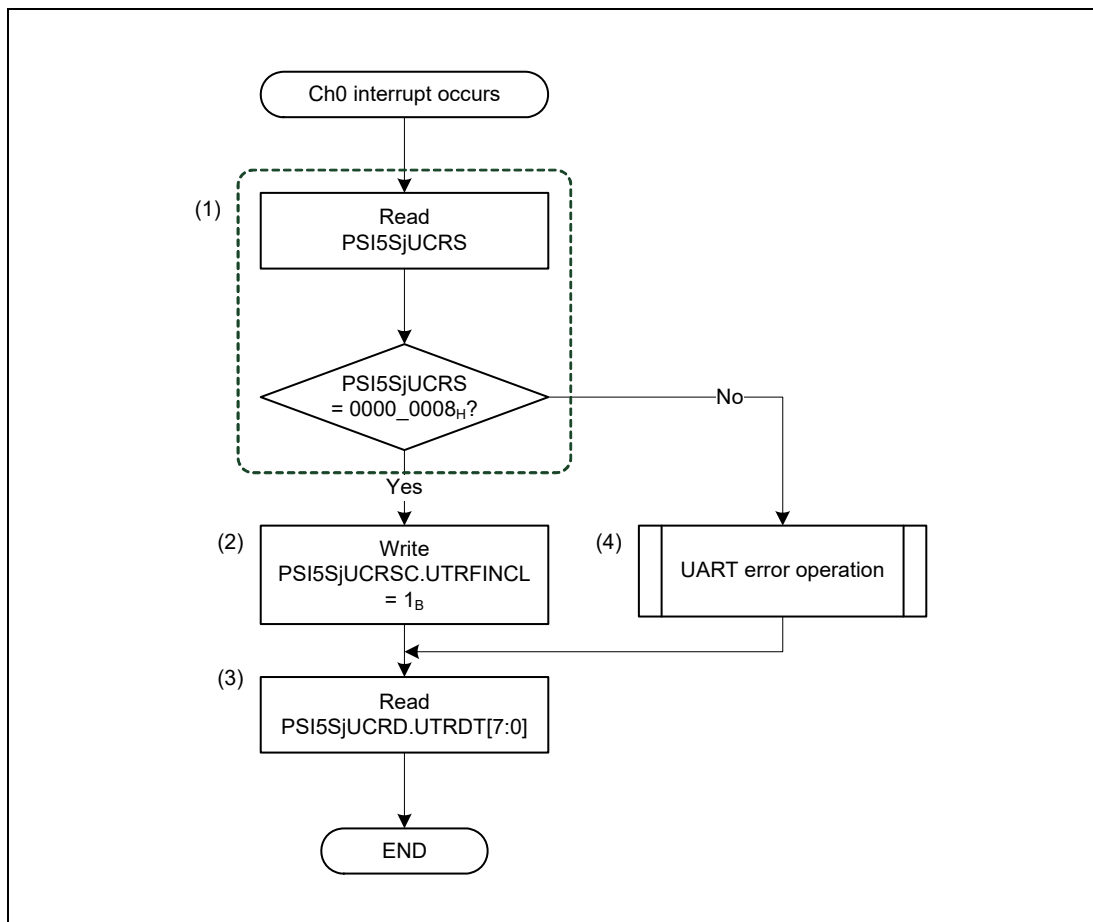 Ch0 interrupt occurs
(1)
Read
PSI5SjUCRS
PSI5SjUCRS
= 0000_0008H?
No
Yes
(2)
Write
PSI5SjUCRSC.UTRFINCL
= 1B
(4)
UART error operation
(3)
Read
PSI5SjUCRD.UTRDT[7:0]
END